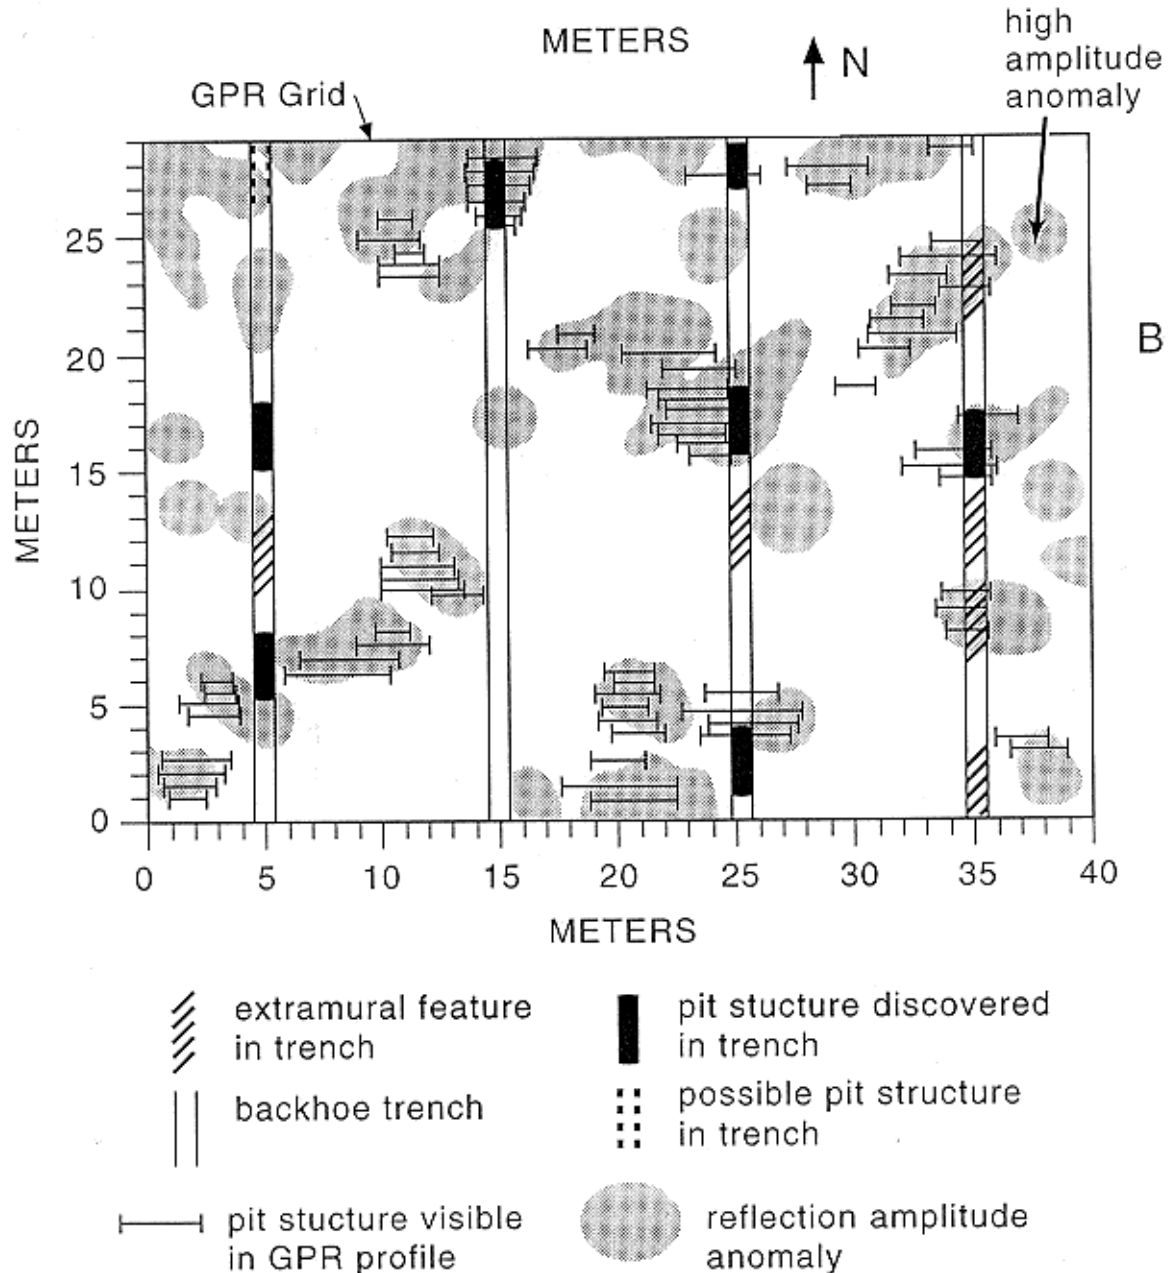 METERS
N
high
amplitude
anomaly
GPR Grid
B
25
20
15
10
5
0
METERS
0 5 10 15 20 25 30 35 40
METERS
extramural feature
in trench
pit stucture discovered
in trench
backhoe trench
possible pit structure
in trench
pit stucture visible
in GPR profile
reflection amplitude
anomaly